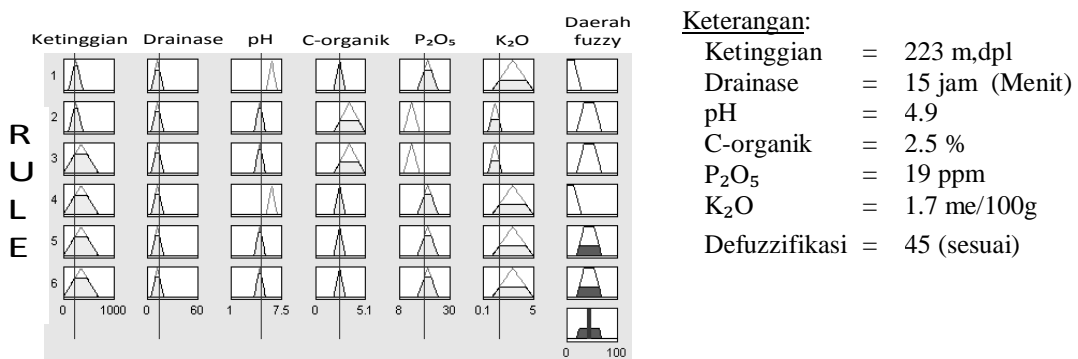 Ketinggian Drainase pH C-organik P₂O₅ K₂O Daerah fuzzy
RULE
1
2
3
4
5
6
0 1000 0 60 1 7.5 0 5.1 8 30 0.1 5
0 100
Keterangan:
Ketinggian = 223 m,dpl
Drainase = 15 jam (Menit)
pH = 4.9
C-organik = 2.5 %
P₂O₅ = 19 ppm
K₂O = 1.7 me/100g
Defuzzifikasi = 45 (sesuai)